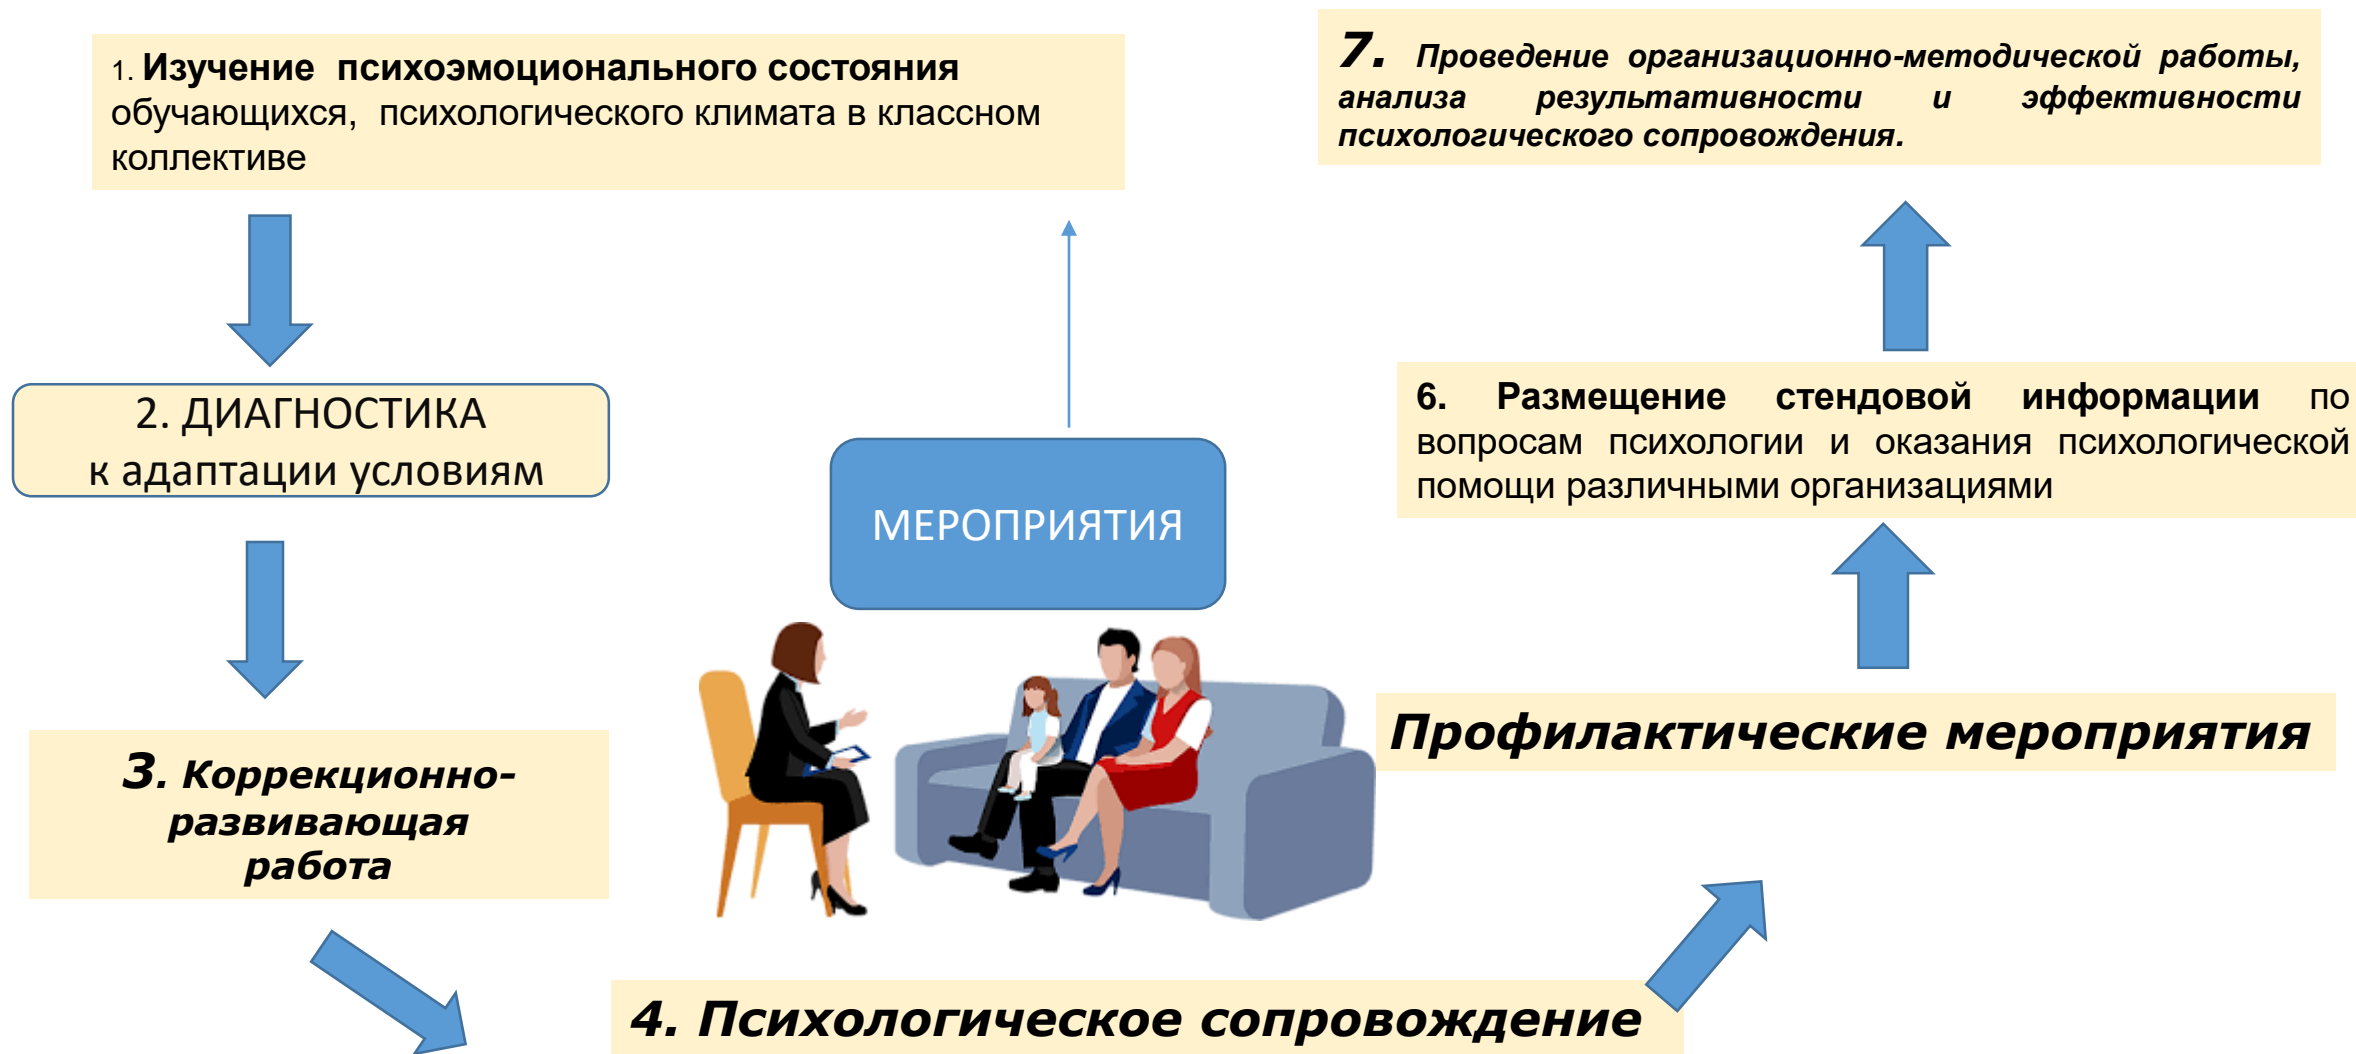 1. Изучение психоэмоционального состояния
обучающихся, психологического климата в классном
коллективе
2. ДИАГНОСТИКА
к адаптации условиям
3. Коррекционно-
развивающая
работа
4. Психологическое сопровождение
Профилактические мероприятия
6. Размещение стендовой информации по
вопросам психологии и оказания психологической
помощи различными организациями
7. Проведение организационно-методической работы,
анализа результативности и эффективности
психологического сопровождения.
МЕРОПРИЯТИЯ